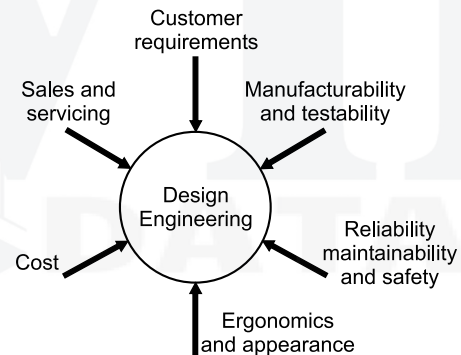 Customer
requirements
Sales and
servicing
Manufacturability
and testability
Design
Engineering
Cost
Reliability
maintainability
and safety
Ergonomics
and appearance